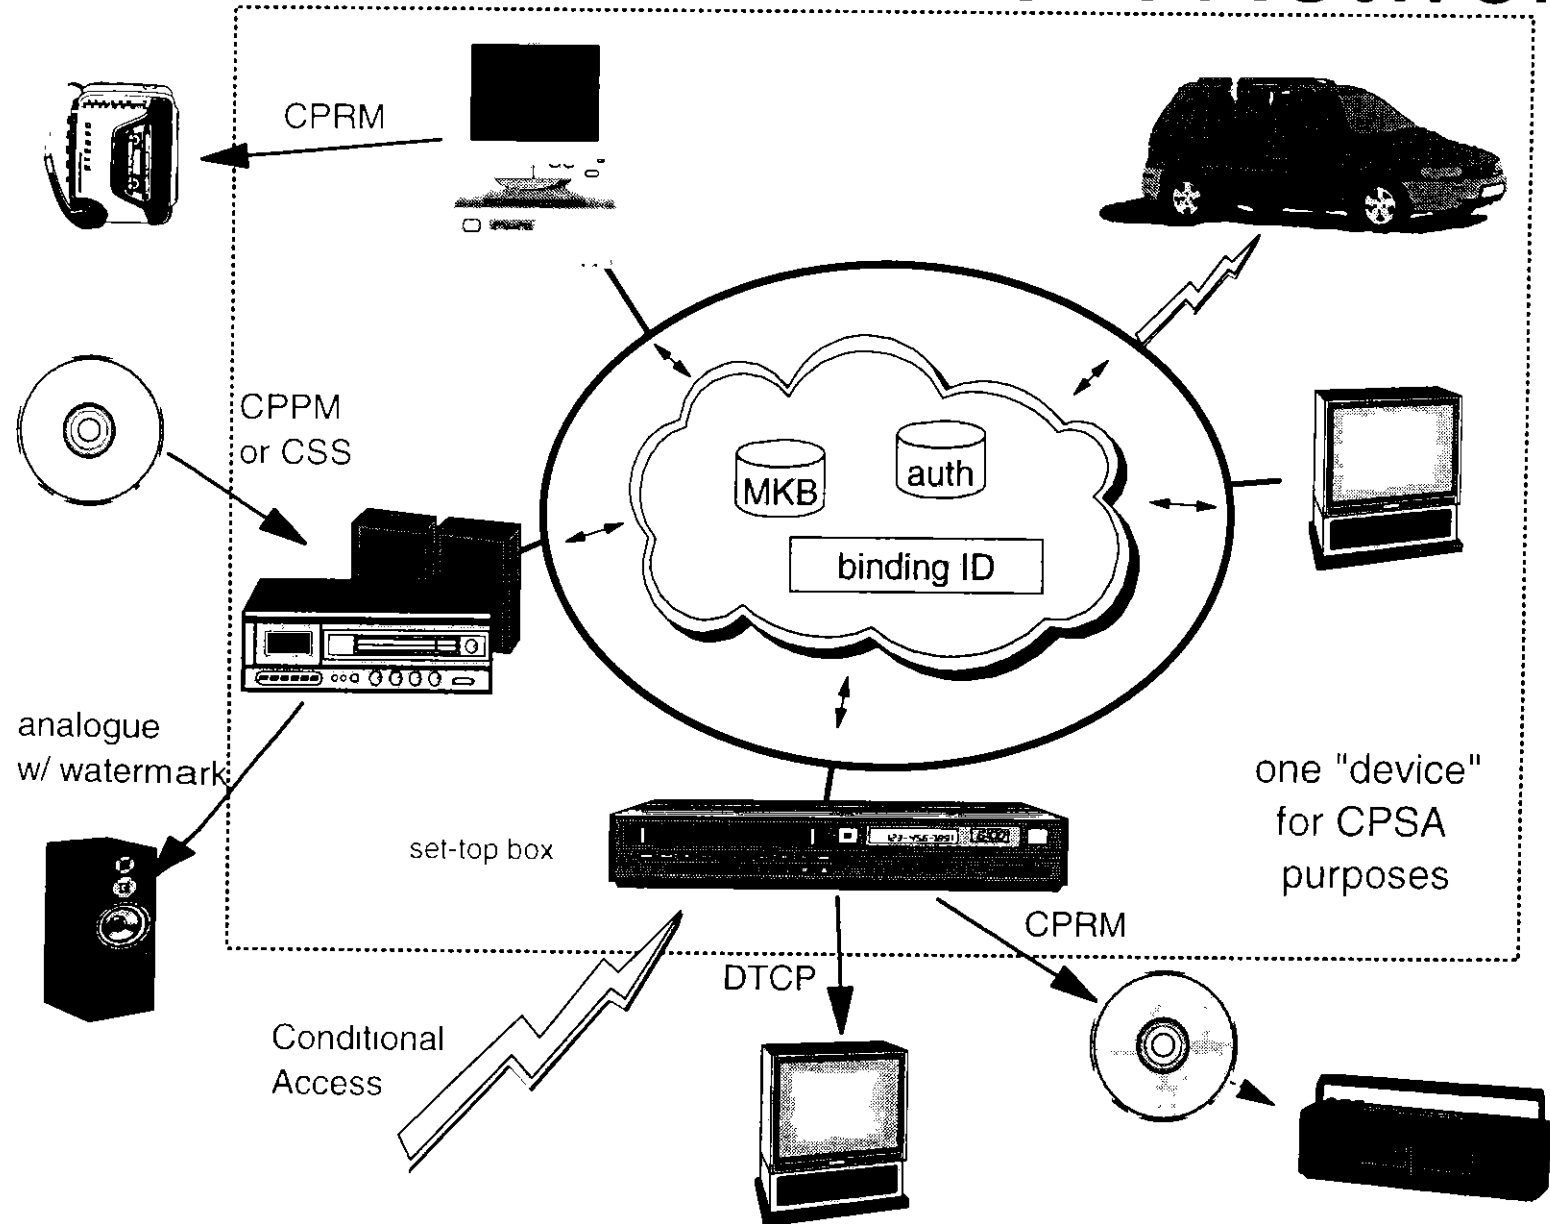 CPRM
CPPM
or CSS
MKB
auth
binding ID
analogue
w/ watermark
one "device"
for CPSA
purposes
set-top box
CPRM
DTCP
Conditional
Access